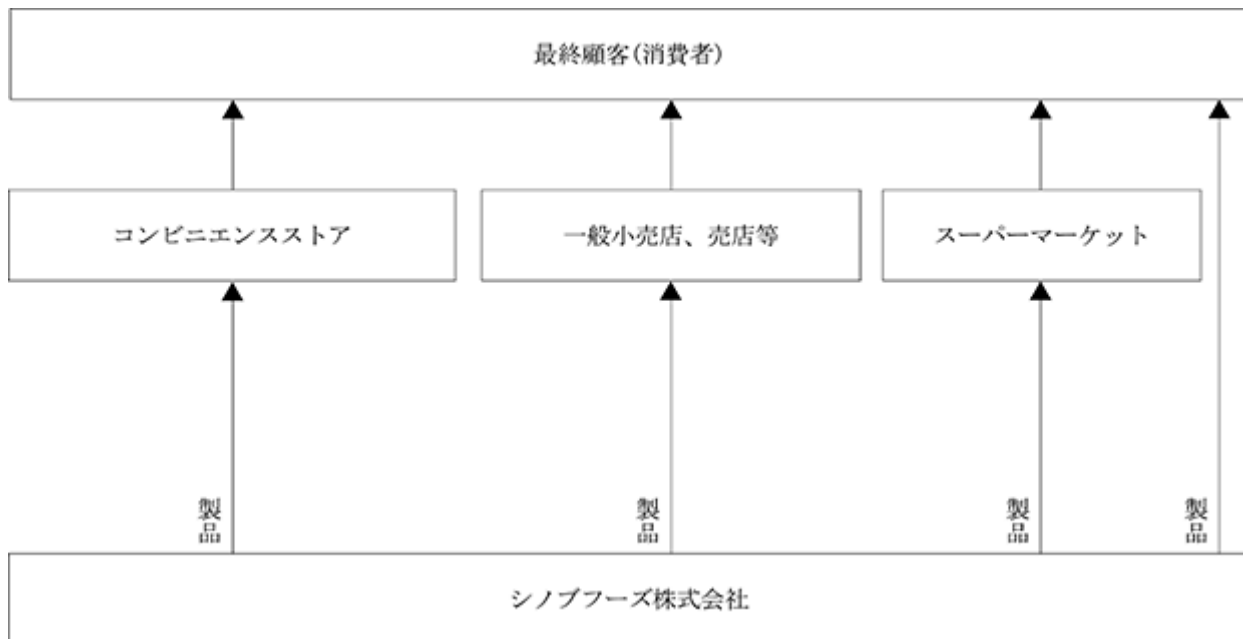 最終顧客(消費者)
コンビニエンスストア
一般小売店、売店等
スーパーマーケット
製品
製品
製品
製品
シノブフーズ株式会社